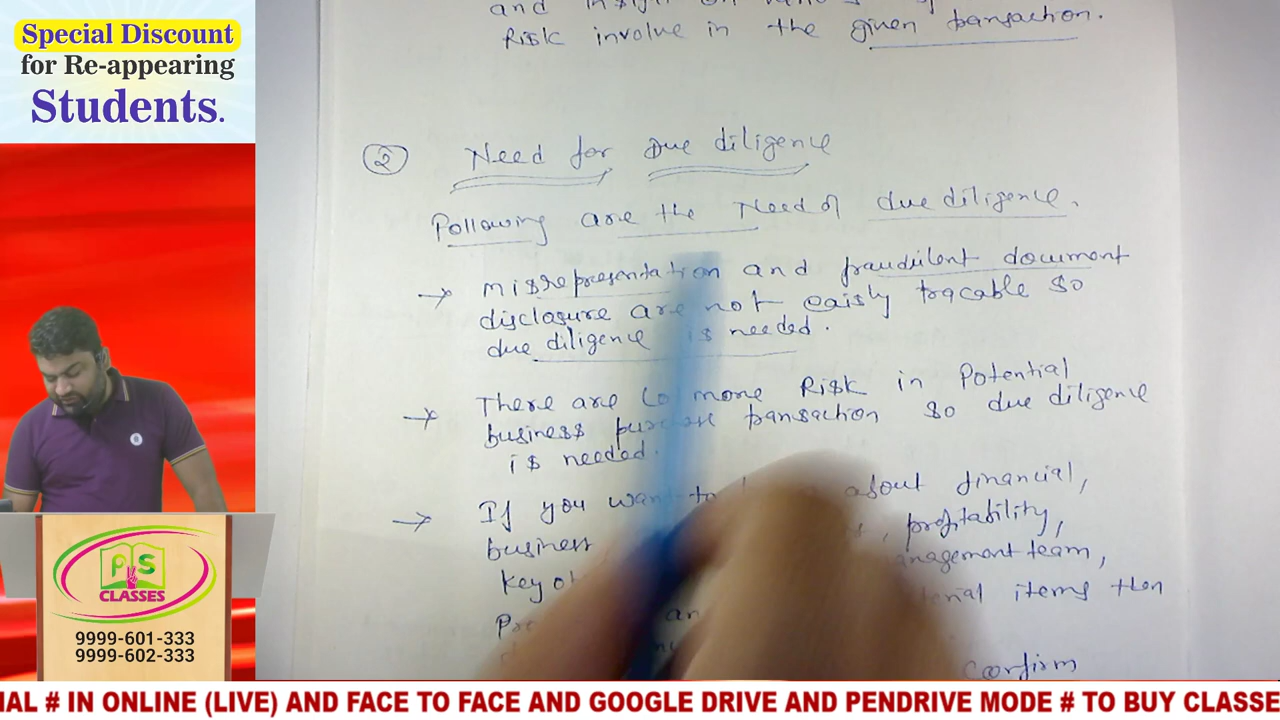 Special Discount
for Re-appearing
Students.
Risk involve in the given transaction.
② Need for Due diligence
Following are the Need of due diligence.
→ misrepresentation and fraudulent document
disclosure are not eaisly tracable so
due diligence is needed.
→ There are more Risk in Potential
business purchase transaction so due diligence
is needed.
→ If you want to about financial,
business , profitability,
key management team,
items then
confirm
PS
CLASSES
9999-601-333
9999-602-333
# IN ONLINE (LIVE) AND FACE TO FACE AND GOOGLE DRIVE AND PENDRIVE MODE # TO BUY CLASSE